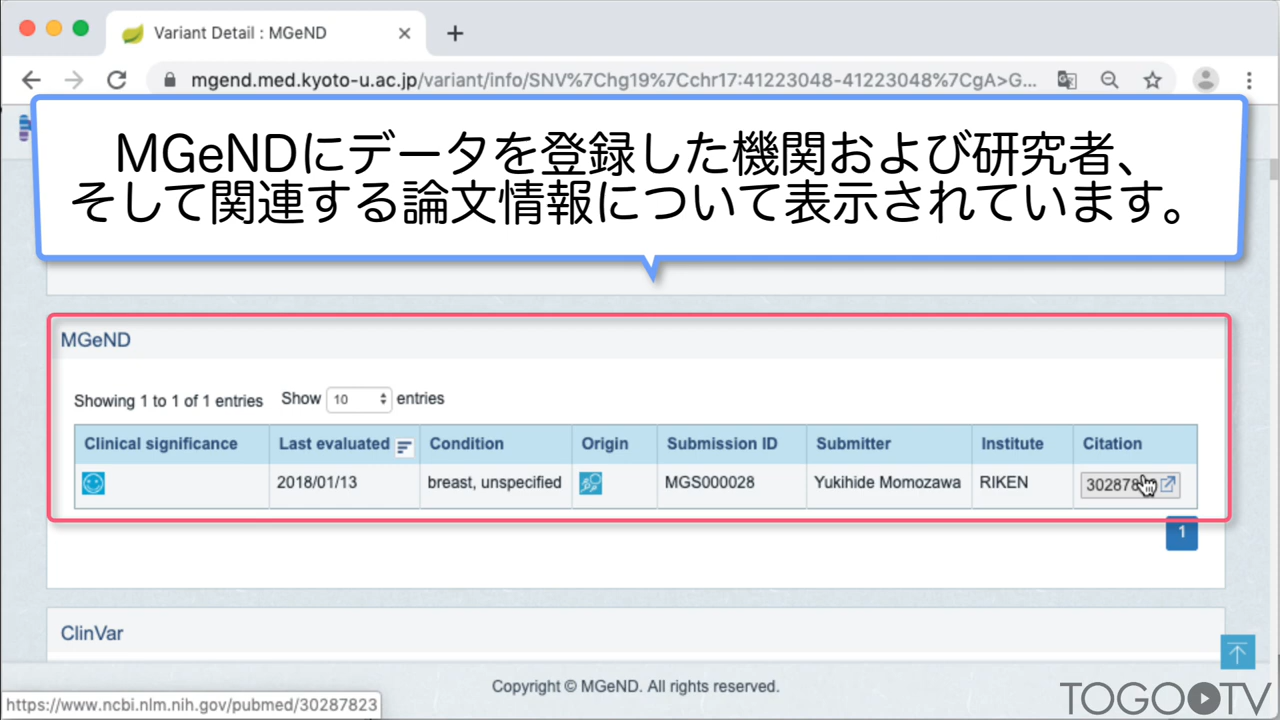 Variant Detail : MGeND
mgend.med.kyoto-u.ac.jp/variant/info/SNV%7Chg19%7Cchr17:41223048-41223048%7CgA>G...
MGeNDにデータを登録した機関および研究者、
そして関連する論文情報について表示されています。
MGeND
Showing 1 to 1 of 1 entries Show 10 entries
Clinical significance Last evaluated Condition Origin Submission ID Submitter Institute Citation
2018/01/13 breast, unspecified MGS000028 Yukihide Momozawa RIKEN
1
ClinVar
Copyright © MGeND. All rights reserved.
https://www.ncbi.nlm.nih.gov/pubmed/30287823
TOGO TV